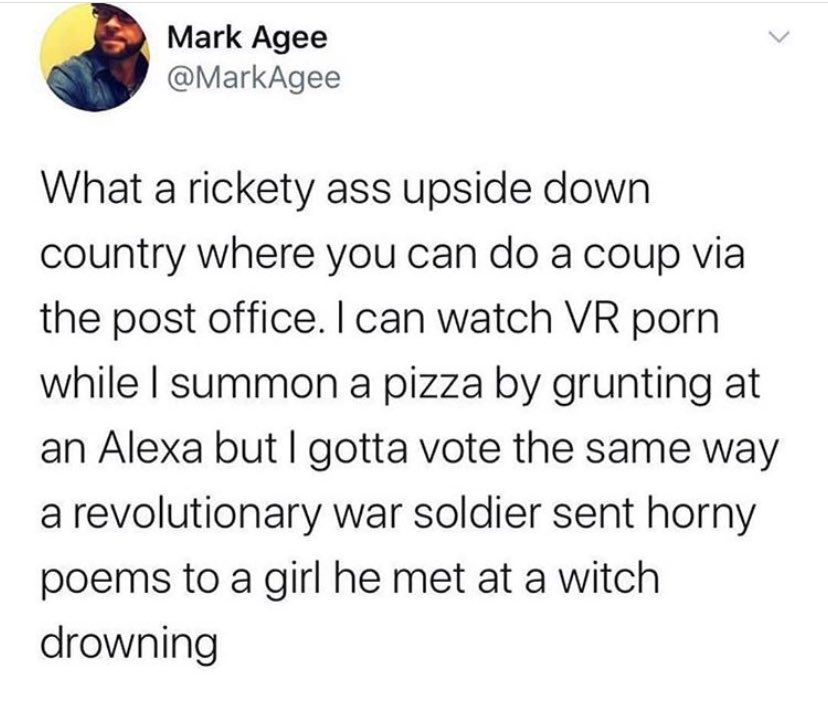 Mark Agee
@MarkAgee
What a rickety ass upside down
country where you can do a coup via
the post office. I can watch VR porn
while I summon a pizza by grunting at
an Alexa but I gotta vote the same way
a revolutionary war soldier sent horny
poems to a girl he met at a witch
drowning